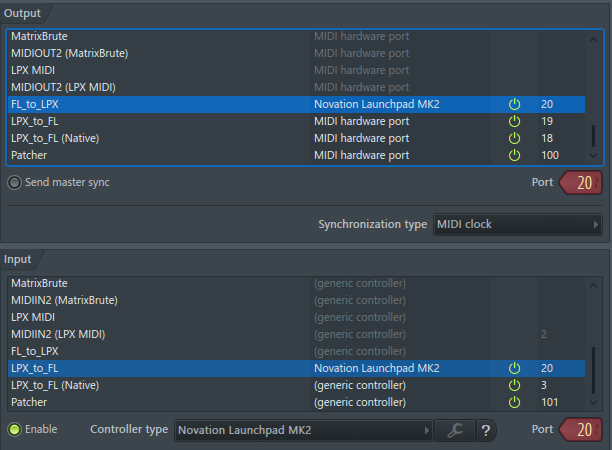 Output
MatrixBrute MIDI hardware port
MIDIOUT2 (MatrixBrute) MIDI hardware port
LPX MIDI MIDI hardware port
MIDIOUT2 (LPX MIDI) MIDI hardware port
FL_to_LPX Novation Launchpad MK2 20
LPX_to_FL MIDI hardware port 19
LPX_to_FL (Native) MIDI hardware port 18
Patcher MIDI hardware port 100
Send master sync Port 20
Synchronization type MIDI clock
Input
MatrixBrute (generic controller)
MIDIIN2 (MatrixBrute) (generic controller)
LPX MIDI (generic controller)
MIDIIN2 (LPX MIDI) (generic controller) 2
FL_to_LPX (generic controller)
LPX_to_FL Novation Launchpad MK2 20
LPX_to_FL (Native) (generic controller) 3
Patcher (generic controller) 101
Enable Controller type Novation Launchpad MK2 ? Port 20